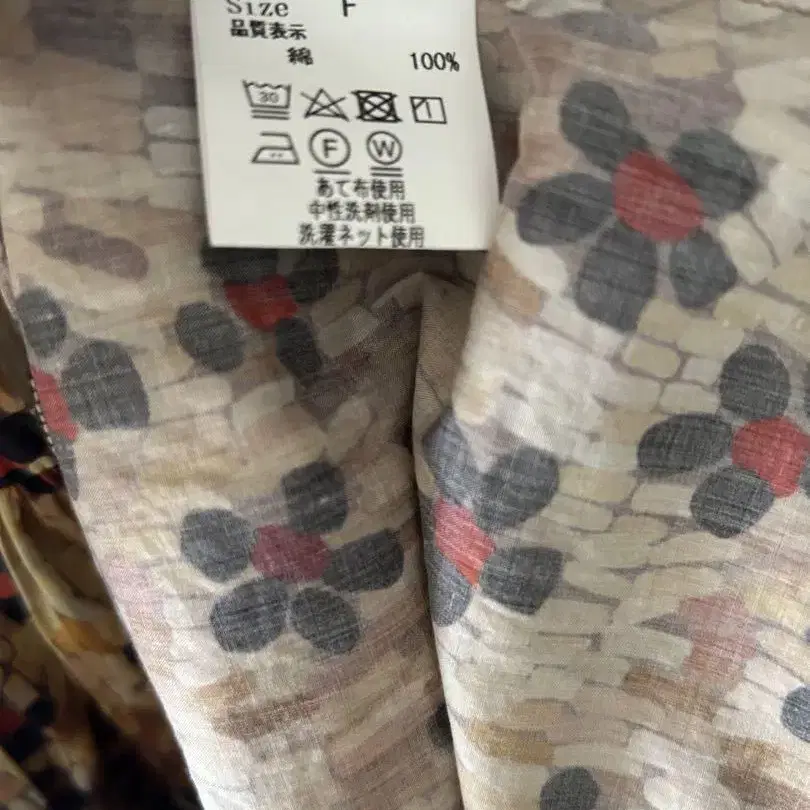 Size F
品質表示
綿 100%
30
F W
あて布使用
中性洗剤使用
洗濯ネット使用